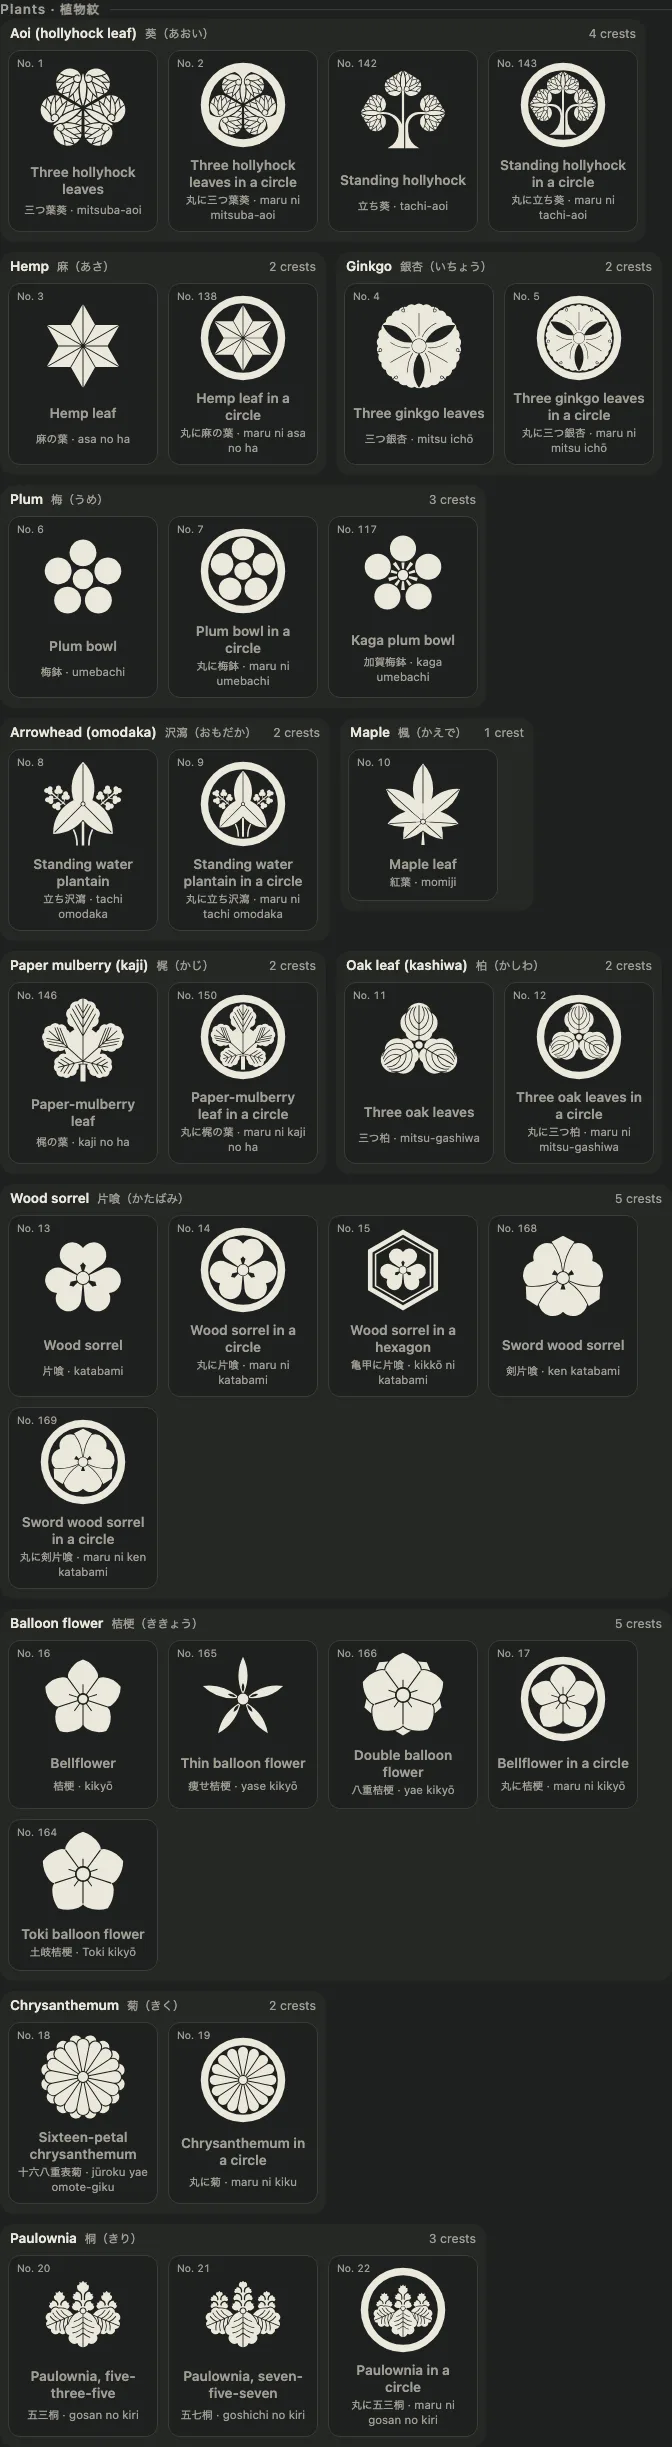 Plants · 植物紋
Aoi (hollyhock leaf) 葵（あおい） 4 crests
No. 1
Three hollyhock
leaves
三つ葉葵 · mitsuba-aoi
No. 2
Three hollyhock
leaves in a circle
丸に三つ葉葵 · maru ni
mitsuba-aoi
No. 142
Standing hollyhock
立ち葵 · tachi-aoi
No. 143
Standing hollyhock
in a circle
丸に立ち葵 · maru ni
tachi-aoi
Hemp 麻（あさ） 2 crests
No. 3
Hemp leaf
麻の葉 · asa no ha
No. 138
Hemp leaf in a
circle
丸に麻の葉 · maru ni asa
no ha
Ginkgo 銀杏（いちょう） 2 crests
No. 4
Three ginkgo leaves
三つ銀杏 · mitsu ichō
No. 5
Three ginkgo leaves
in a circle
丸に三つ銀杏 · maru ni
mitsu ichō
Plum 梅（うめ） 3 crests
No. 6
Plum bowl
梅鉢 · umebachi
No. 7
Plum bowl in a
circle
丸に梅鉢 · maru ni
umebachi
No. 117
Kaga plum bowl
加賀梅鉢 · kaga
umebachi
Arrowhead (omodaka) 沢瀉（おもだか） 2 crests
No. 8
Standing water
plantain
立ち沢瀉 · tachi
omodaka
No. 9
Standing water
plantain in a circle
丸に立ち沢瀉 · maru ni
tachi omodaka
Maple 楓（かえで） 1 crest
No. 10
Maple leaf
紅葉 · momiji
Paper mulberry (kaji) 梶（かじ） 2 crests
No. 146
Paper-mulberry
leaf
梶の葉 · kaji no ha
No. 150
Paper-mulberry
leaf in a circle
丸に梶の葉 · maru ni kaji
no ha
Oak leaf (kashiwa) 柏（かしわ） 2 crests
No. 11
Three oak leaves
三つ柏 · mitsu-gashiwa
No. 12
Three oak leaves in
a circle
丸に三つ柏 · maru ni
mitsu-gashiwa
Wood sorrel 片喰（かたばみ） 5 crests
No. 13
Wood sorrel
片喰 · katabami
No. 14
Wood sorrel in a
circle
丸に片喰 · maru ni
katabami
No. 15
Wood sorrel in a
hexagon
亀甲に片喰 · kikkō ni
katabami
No. 168
Sword wood sorrel
剣片喰 · ken katabami
No. 169
Sword wood sorrel
in a circle
丸に剣片喰 · maru ni ken
katabami
Balloon flower 桔梗（ききょう） 5 crests
No. 16
Bellflower
桔梗 · kikyō
No. 165
Thin balloon flower
痩せ桔梗 · yase kikyō
No. 166
Double balloon
flower
八重桔梗 · yae kikyō
No. 17
Bellflower in a circle
丸に桔梗 · maru ni kikyō
No. 164
Toki balloon flower
土岐桔梗 · Toki kikyō
Chrysanthemum 菊（きく） 2 crests
No. 18
Sixteen-petal
chrysanthemum
十六八重表菊 · jūroku yae
omote-giku
No. 19
Chrysanthemum in
a circle
丸に菊 · maru ni kiku
Paulownia 桐（きり） 3 crests
No. 20
Paulownia, five-
three-five
五三桐 · gosan no kiri
No. 21
Paulownia, seven-
five-seven
五七桐 · goshichi no kiri
No. 22
Paulownia in a
circle
丸に五三桐 · maru ni
gosan no kiri